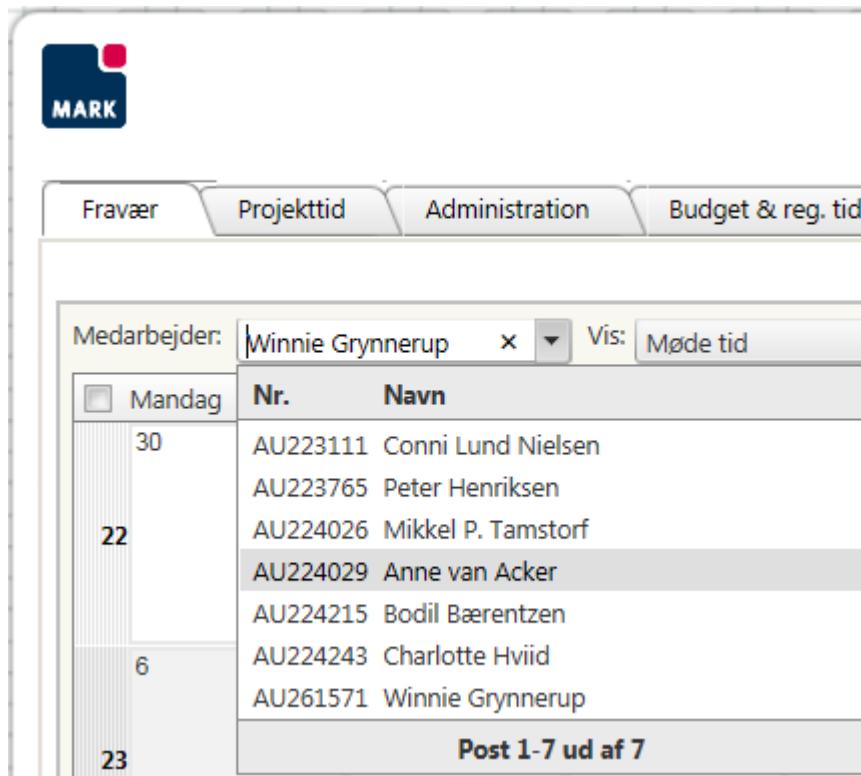 MARK
Fravær Projekttid Administration Budget & reg. tid
Medarbejder: Winnie Grynnerup × Vis: Møde tid
Mandag Nr. Navn
30
AU223111 Conni Lund Nielsen
AU223765 Peter Henriksen
22 AU224026 Mikkel P. Tamstorf
AU224029 Anne van Acker
AU224215 Bodil Bærentzen
6 AU224243 Charlotte Hviid
AU261571 Winnie Grynnerup
23 Post 1-7 ud af 7